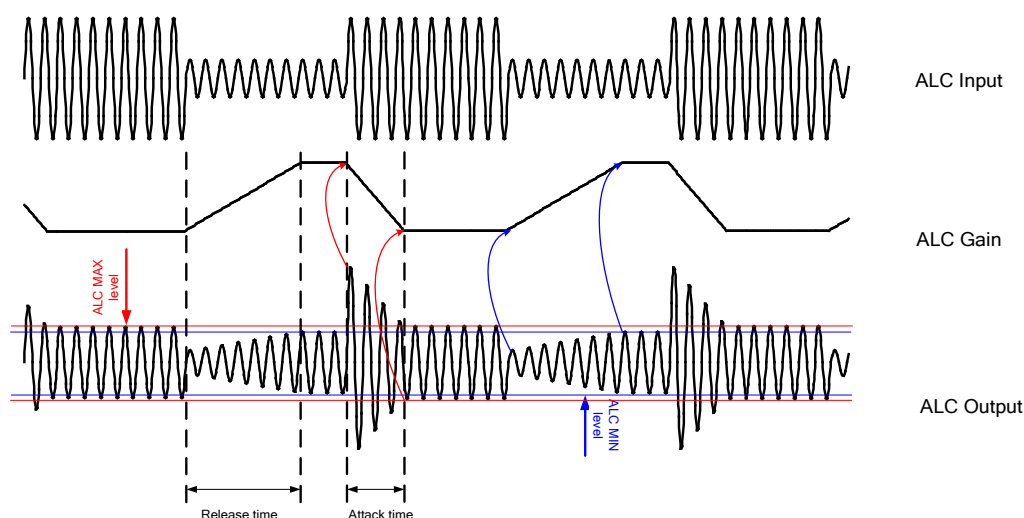 ALC Input
ALC Gain
ALC MAX
level
ALC MIN
level
ALC Output
Release time
Attack time